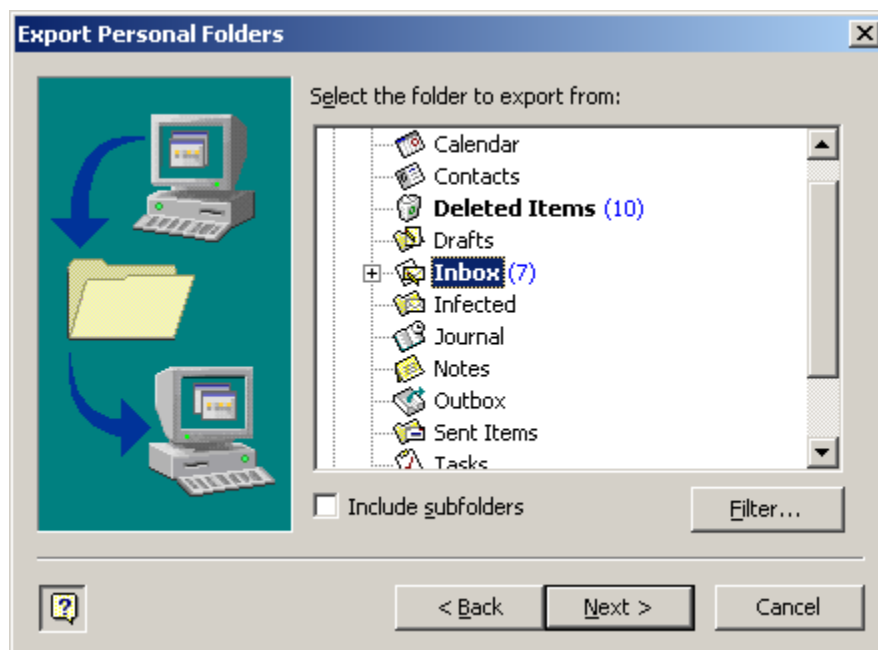 Export Personal Folders
Select the folder to export from:
Calendar
Contacts
Deleted Items (10)
Drafts
Inbox (7)
Infected
Journal
Notes
Outbox
Sent Items
Tasks
Include subfolders
Filter...
< Back
Next >
Cancel